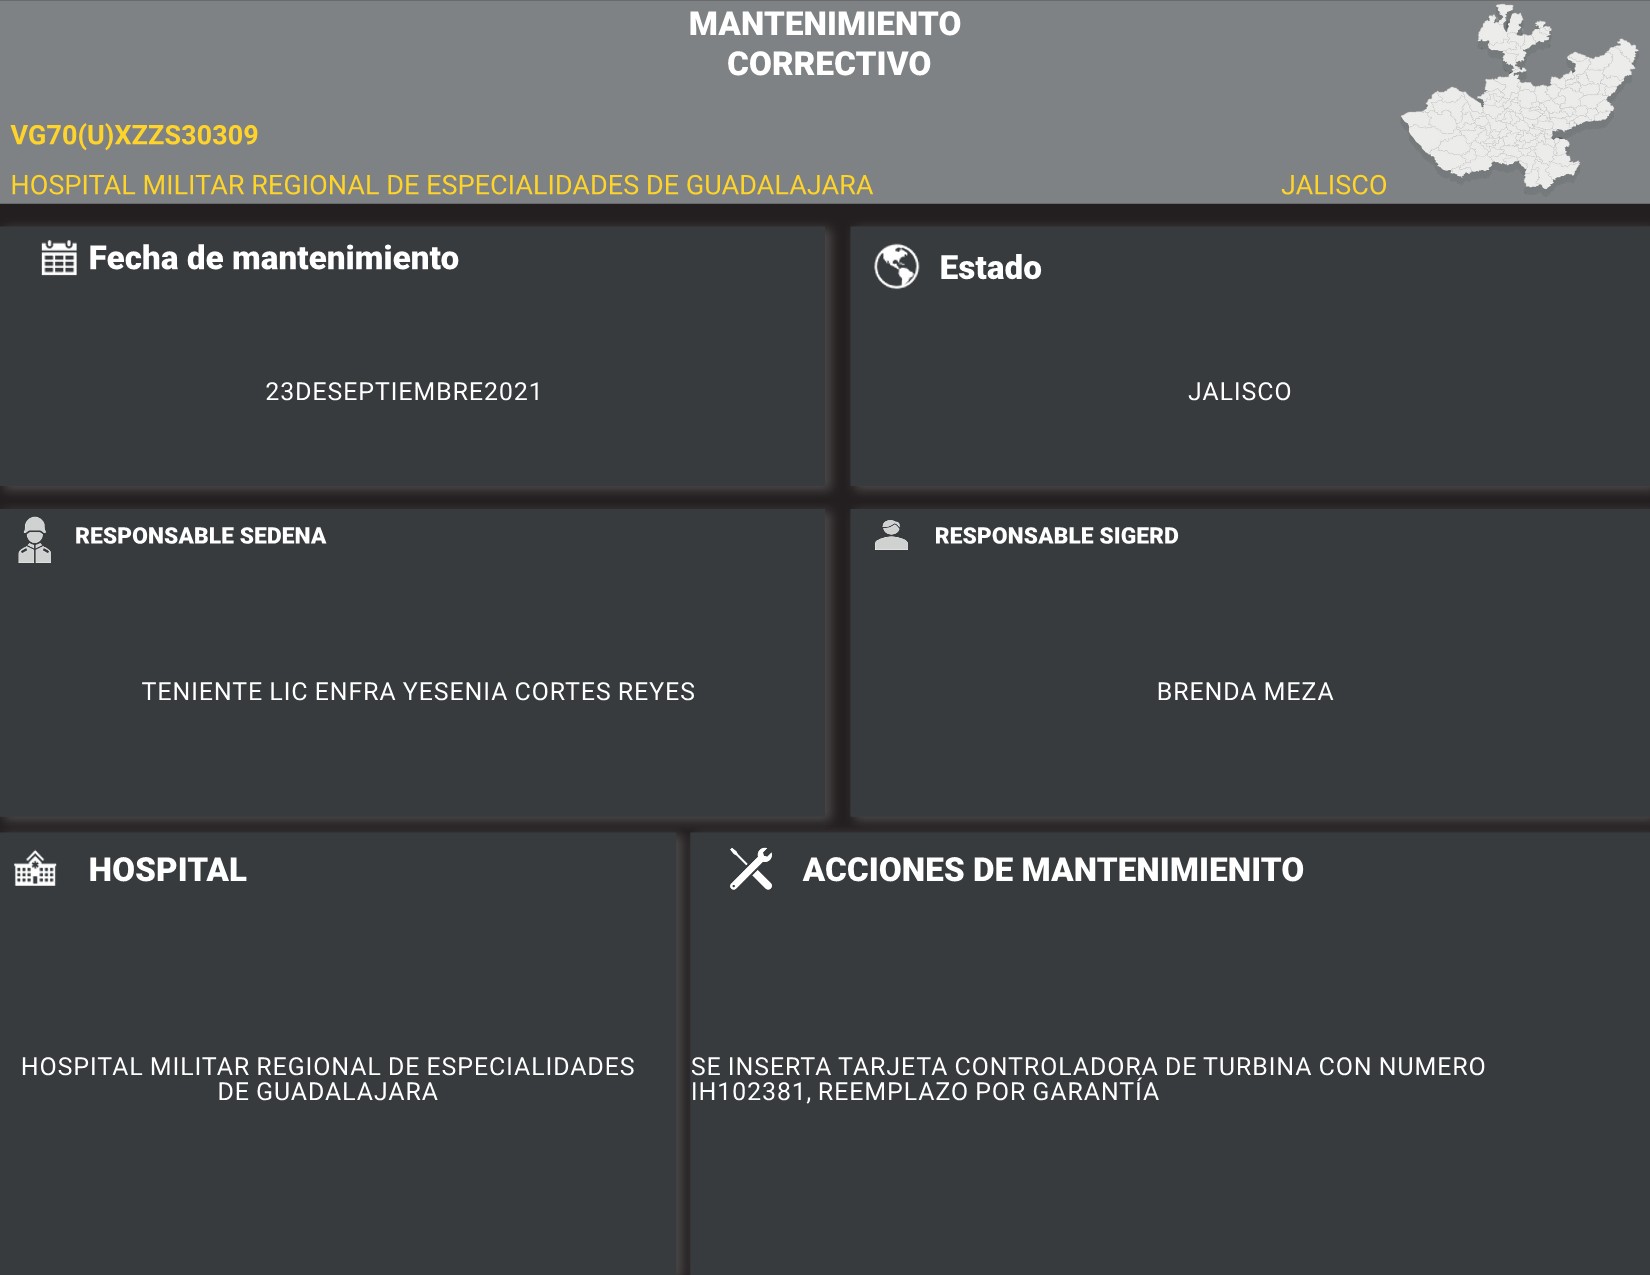 MANTENIMIENTO
CORRECTIVO
VG70(U)XZZS30309
HOSPITAL MILITAR REGIONAL DE ESPECIALIDADES DE GUADALAJARA
JALISCO
Fecha de mantenimiento
Estado
23DESEPTIEMBRE2021
JALISCO
RESPONSABLE SEDENA
RESPONSABLE SIGERD
TENIENTE LIC ENFRA YESENIA CORTES REYES
BRENDA MEZA
HOSPITAL
ACCIONES DE MANTENIMIENITO
HOSPITAL MILITAR REGIONAL DE ESPECIALIDADES
DE GUADALAJARA
SE INSERTA TARJETA CONTROLADORA DE TURBINA CON NUMERO
IH102381, REEMPLAZO POR GARANTÍA